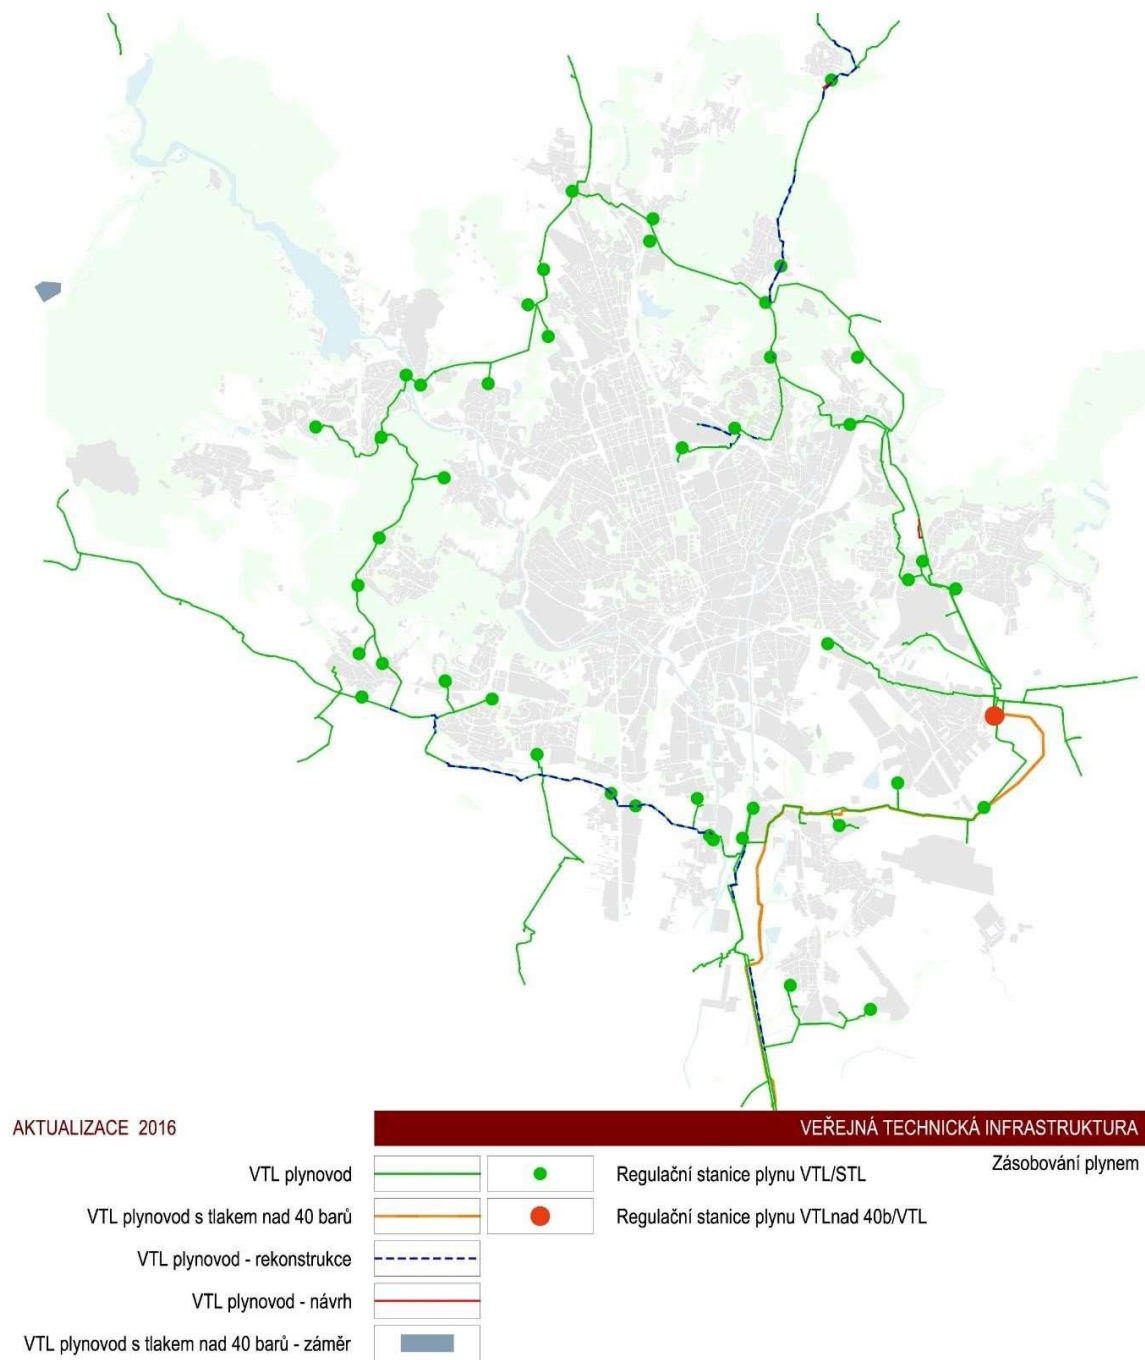 AKTUALIZACE 2016
VEŘEJNÁ TECHNICKÁ INFRASTRUKTURA
Zásobování plynem
VTL plynovod
Regulační stanice plynu VTL/STL
VTL plynovod s tlakem nad 40 barů
Regulační stanice plynu VTLnad 40b/VTL
VTL plynovod - rekonstrukce
VTL plynovod - návrh
VTL plynovod s tlakem nad 40 barů - záměr